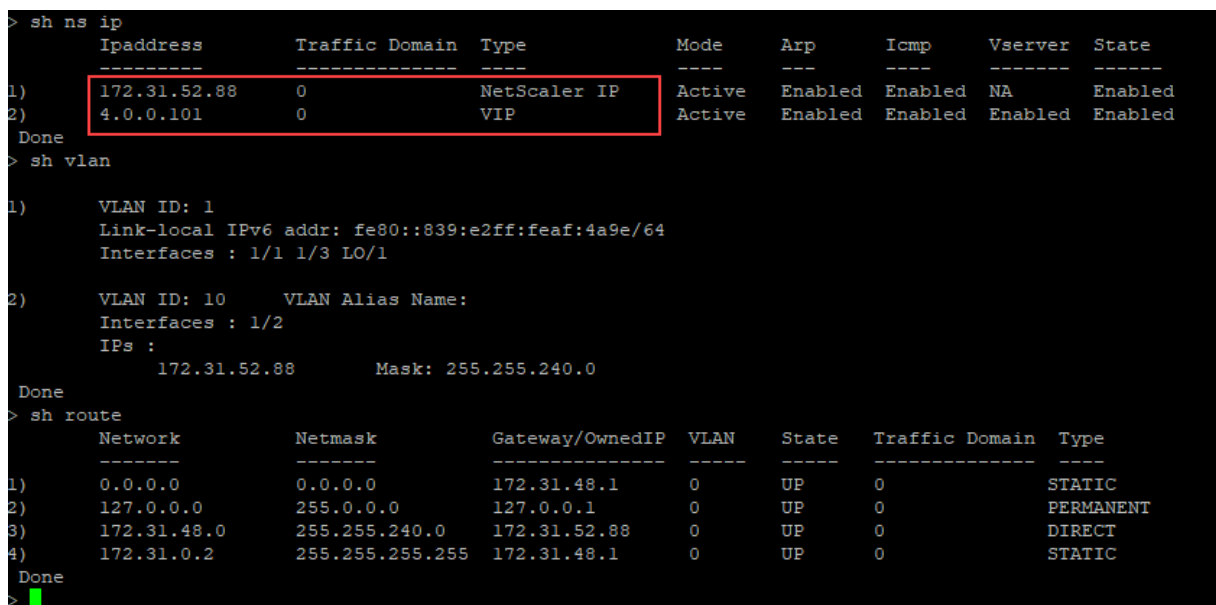 > sh ns ip
Ipaddress Traffic Domain Type Mode Arp Icmp Vserver State
--------- -------------- ---- ---- --- ---- ------- ------
1) 172.31.52.88 0 NetScaler IP Active Enabled Enabled NA Enabled
2) 4.0.0.101 0 VIP Active Enabled Enabled Enabled Enabled
Done
> sh vlan
1) VLAN ID: 1
Link-local IPv6 addr: fe80::839:e2ff:feaf:4a9e/64
Interfaces : 1/1 1/3 LO/1
2) VLAN ID: 10 VLAN Alias Name:
Interfaces : 1/2
IPs :
172.31.52.88 Mask: 255.255.240.0
Done
> sh route
Network Netmask Gateway/OwnedIP VLAN State Traffic Domain Type
------- ------- --------------- ----- ----- -------------- ----
1) 0.0.0.0 0.0.0.0 172.31.48.1 0 UP 0 STATIC
2) 127.0.0.0 255.0.0.0 127.0.0.1 0 UP 0 PERMANENT
3) 172.31.48.0 255.255.240.0 172.31.52.88 0 UP 0 DIRECT
4) 172.31.0.2 255.255.255.255 172.31.48.1 0 UP 0 STATIC
Done
>